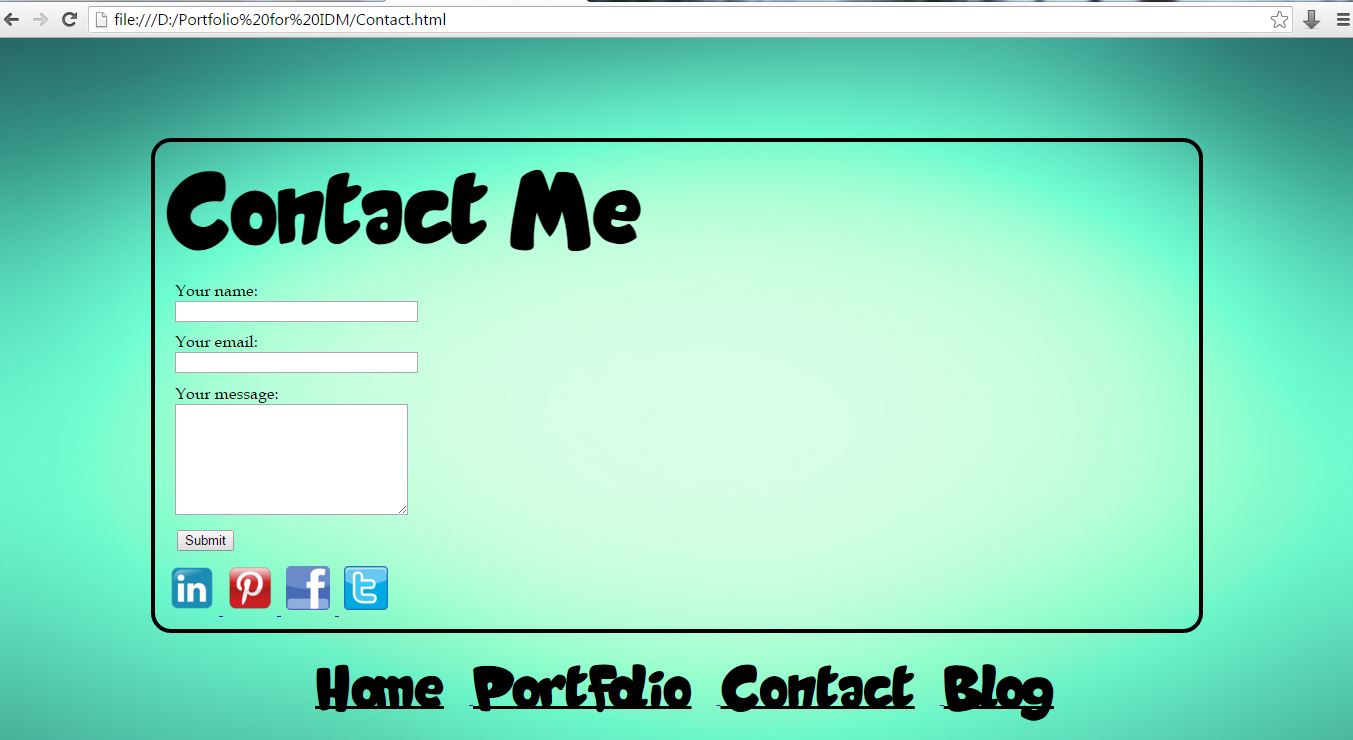 file:///D:/Portfolio%20for%20IDM/Contact.html
Contact Me
Your name:
Your email:
Your message:
Submit
in P f t
Home Portfolio Contact Blog